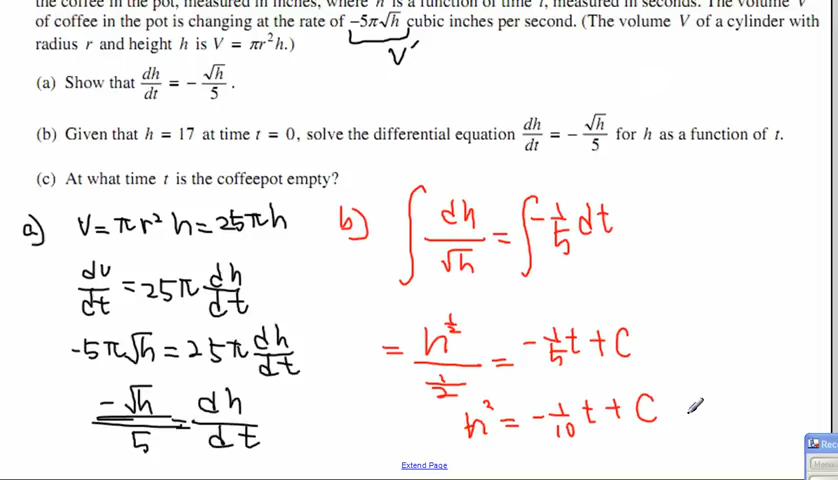 the coffee in the pot, measured in inches, where h is a function of time t, measured in seconds. The volume V
of coffee in the pot is changing at the rate of −5π√h cubic inches per second. (The volume V of a cylinder with
radius r and height h is V = πr²h.)
V'
(a) Show that dh/dt = −√h/5.
(b) Given that h = 17 at time t = 0, solve the differential equation dh/dt = −√h/5 for h as a function of t.
(c) At what time t is the coffeepot empty?
a) V = πr² h = 25πh
dv/dt = 25π dh/dt
-5π√h = 25π dh/dt
-√h/5 = dh/dt
b) ∫ dh/√h = ∫ -1/5 dt
= h^(1/2)/(1/2) = -1/5 t + C
h² = -1/10 t + C
Extend Page
Rec